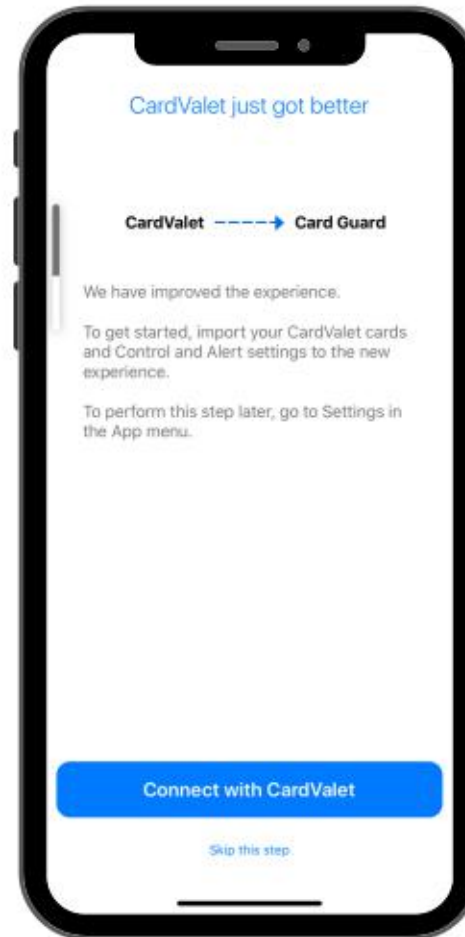 CardValet just got better
CardValet ----→ Card Guard
We have improved the experience.
To get started, import your CardValet cards
and Control and Alert settings to the new
experience.
To perform this step later, go to Settings in
the App menu.
Connect with CardValet
Skip this step